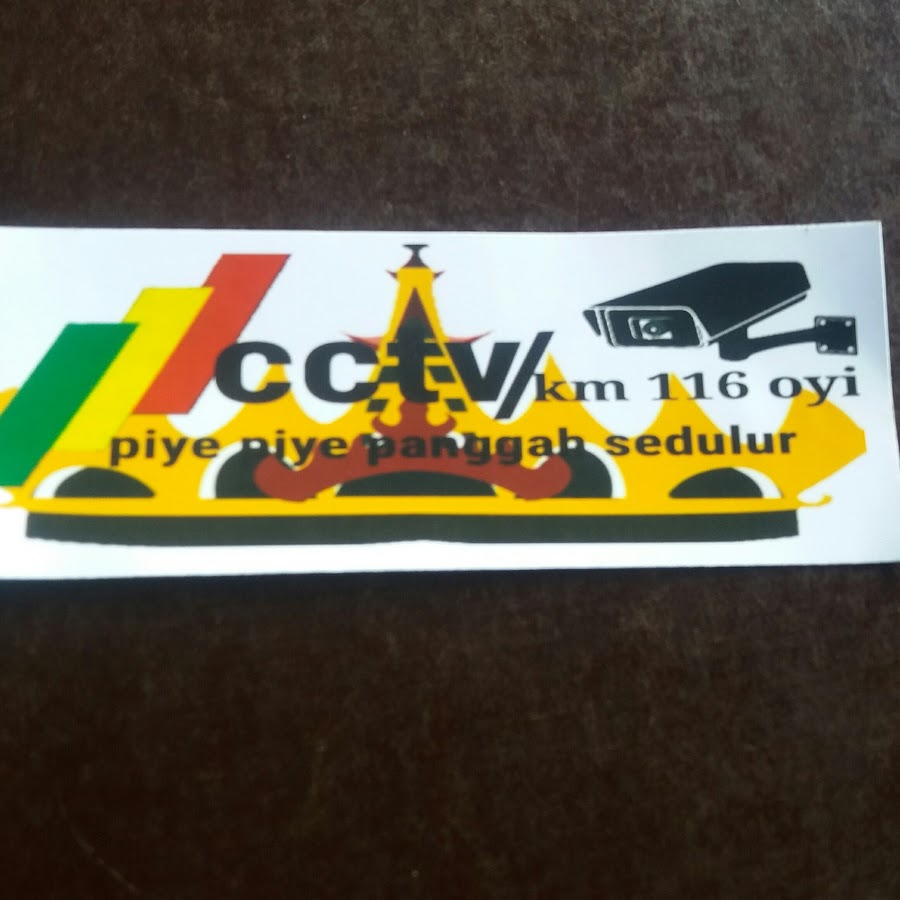 cctv/km 116 oyi
piye piye panggah sedulur